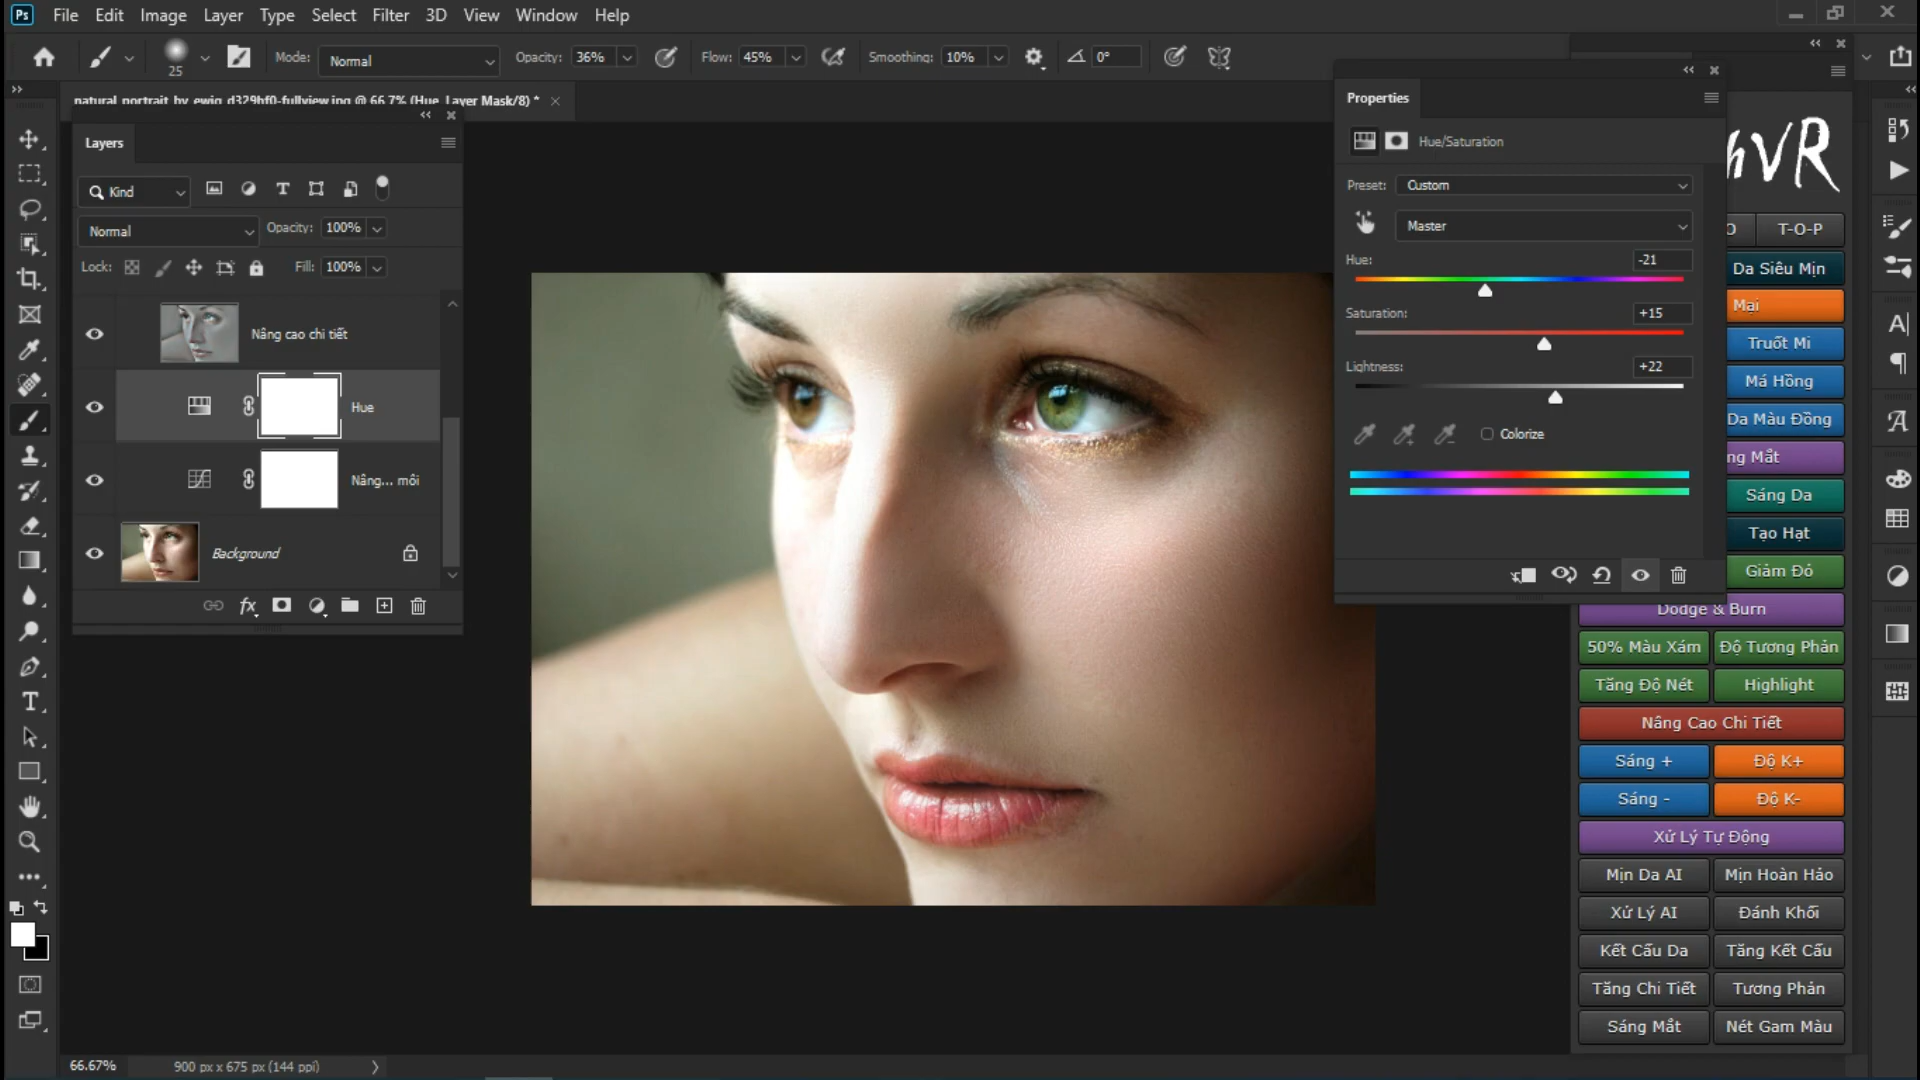 Ps File Edit Image Layer Type Select Filter 3D View Window Help
25 Mode: Normal Opacity: 36% Flow: 45% Smoothing: 10% 0°
natural_portrait_by_ewig_d329hf0-fullview.jpg @ 66.7% (Hue, Layer Mask/8) *
Layers
Kind
Normal Opacity: 100%
Lock: Fill: 100%
Nâng cao chi tiết
Hue
Nâng... môi
Background
fx
Properties
Hue/Saturation
Preset: Custom
Master
Hue: -21
Saturation: +15
Lightness: +22
Colorize
hVR
O T-O-P
Da Siêu Mịn
Mại
Truốt Mi
Má Hồng
Da Màu Đồng
ng Mắt
Sáng Da
Tạo Hạt
Giảm Đỏ
Dodge & Burn
50% Màu Xám Độ Tương Phản
Tăng Độ Nét Highlight
Nâng Cao Chi Tiết
Sáng + Độ K+
Sáng - Độ K-
Xử Lý Tự Động
Mịn Da AI Mịn Hoàn Hảo
Xử Lý AI Đánh Khối
Kết Cấu Da Tăng Kết Cấu
Tăng Chi Tiết Tương Phản
Sáng Mắt Nét Gam Màu
66.67% 900 px x 675 px (144 ppi)